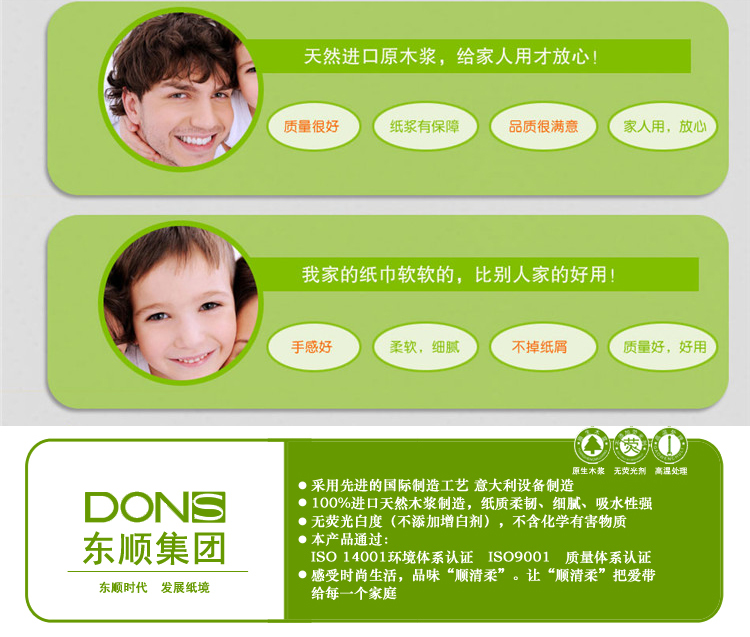 天然进口原木浆，给家人用才放心！
质量很好 纸浆有保障 品质很满意 家人用，放心
我家的纸巾软软的，比别人家的好用！
手感好 柔软，细腻 不掉纸屑 质量好，好用
荧
原生木浆 无荧光剂 高温处理
DONS
东顺集团
东顺时代 发展纸境
●采用先进的国际制造工艺 意大利设备制造
●100%进口天然木浆制造，纸质柔韧、细腻、吸水性强
●无荧光白度（不添加增白剂），不含化学有害物质
●本产品通过：
ISO 14001环境体系认证 ISO9001 质量体系认证
●感受时尚生活，品味“顺清柔”。让“顺清柔”把爱带
给每一个家庭